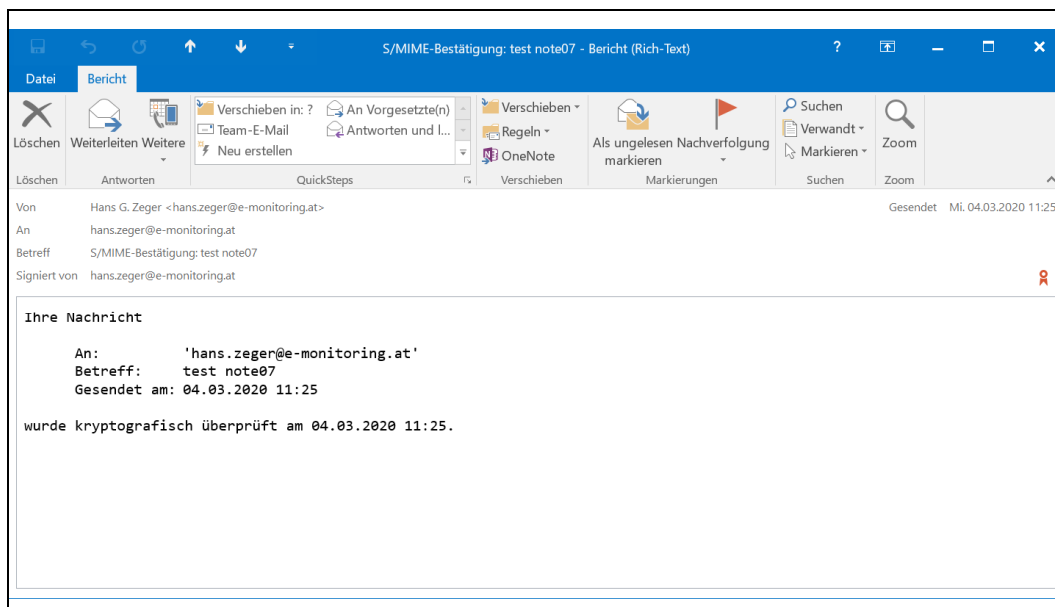 S/MIME-Bestätigung: test note07 - Bericht (Rich-Text)
?
Datei Bericht
Löschen
Weiterleiten
Weitere
Verschieben in: ?
An Vorgesetzte(n)
Team-E-Mail
Antworten und l...
Neu erstellen
Verschieben
Regeln
OneNote
Als ungelesen markieren
Nachverfolgung
Suchen
Verwandt
Markieren
Zoom
Löschen Antworten QuickSteps Verschieben Markierungen Suchen Zoom
Von Hans G. Zeger <hans.zeger@e-monitoring.at> Gesendet Mi. 04.03.2020 11:25
An hans.zeger@e-monitoring.at
Betreff S/MIME-Bestätigung: test note07
Signiert von hans.zeger@e-monitoring.at
Ihre Nachricht
An: 'hans.zeger@e-monitoring.at'
Betreff: test note07
Gesendet am: 04.03.2020 11:25
wurde kryptografisch überprüft am 04.03.2020 11:25.